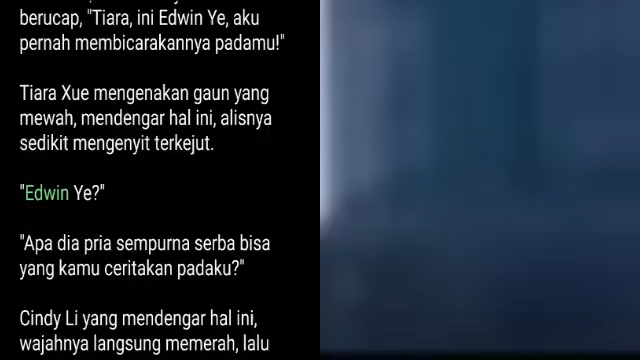 berucap, "Tiara, ini Edwin Ye, aku
pernah membicarakannya padamu!"
Tiara Xue mengenakan gaun yang
mewah, mendengar hal ini, alisnya
sedikit mengenyit terkejut.
"Edwin Ye?"
"Apa dia pria sempurna serba bisa
yang kamu ceritakan padaku?"
Cindy Li yang mendengar hal ini,
wajahnya langsung memerah, lalu